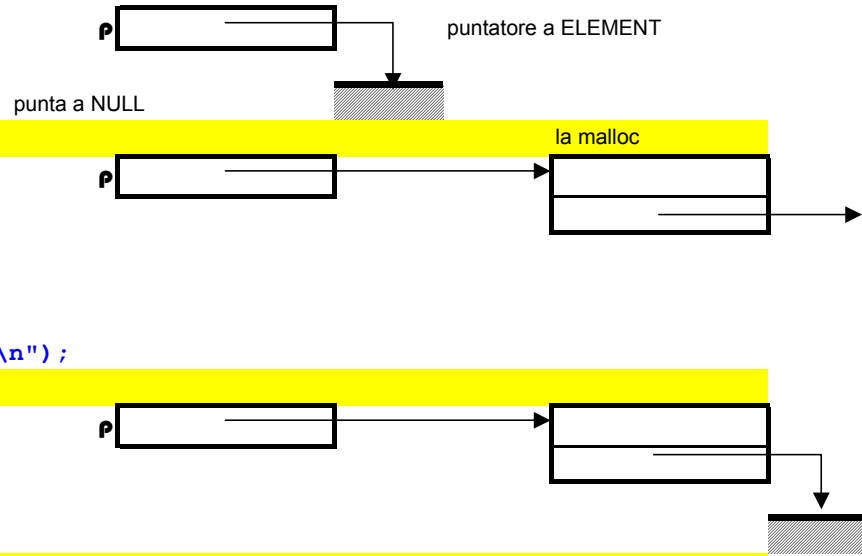 p
puntatore a ELEMENT
punta a NULL
la malloc
p
\n");
p